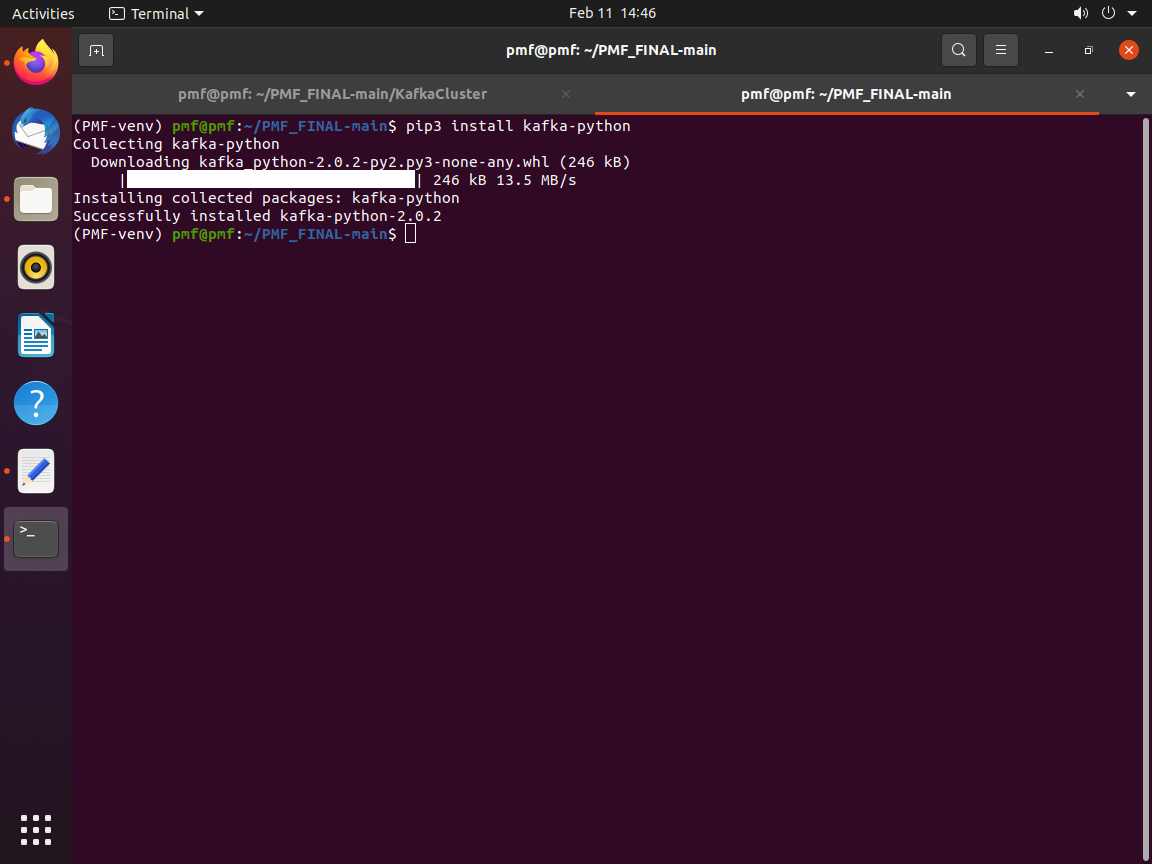 Activities
Terminal
Feb 11 14:46
pmf@pmf: ~/PMF_FINAL-main
pmf@pmf: ~/PMF_FINAL-main/KafkaCluster
pmf@pmf: ~/PMF_FINAL-main
(PMF-venv) pmf@pmf:~/PMF_FINAL-main$ pip3 install kafka-python
Collecting kafka-python
  Downloading kafka_python-2.0.2-py2.py3-none-any.whl (246 kB)
     | | 246 kB 13.5 MB/s
Installing collected packages: kafka-python
Successfully installed kafka-python-2.0.2
(PMF-venv) pmf@pmf:~/PMF_FINAL-main$